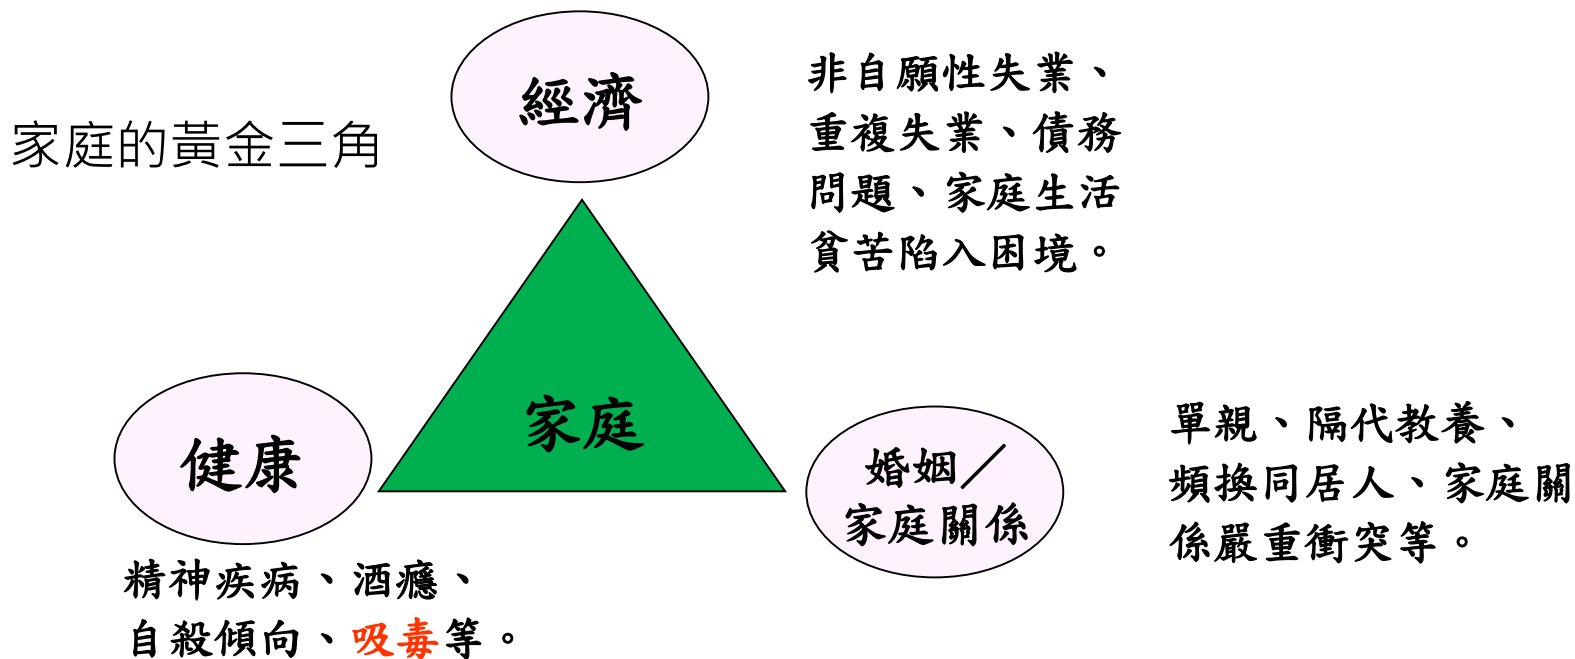 家庭的黃金三角
經濟
非自願性失業、
重複失業、債務
問題、家庭生活
貧苦陷入困境。
家庭
健康
精神疾病、酒癮、
自殺傾向、吸毒等。
婚姻／
家庭關係
單親、隔代教養、
頻換同居人、家庭關
係嚴重衝突等。